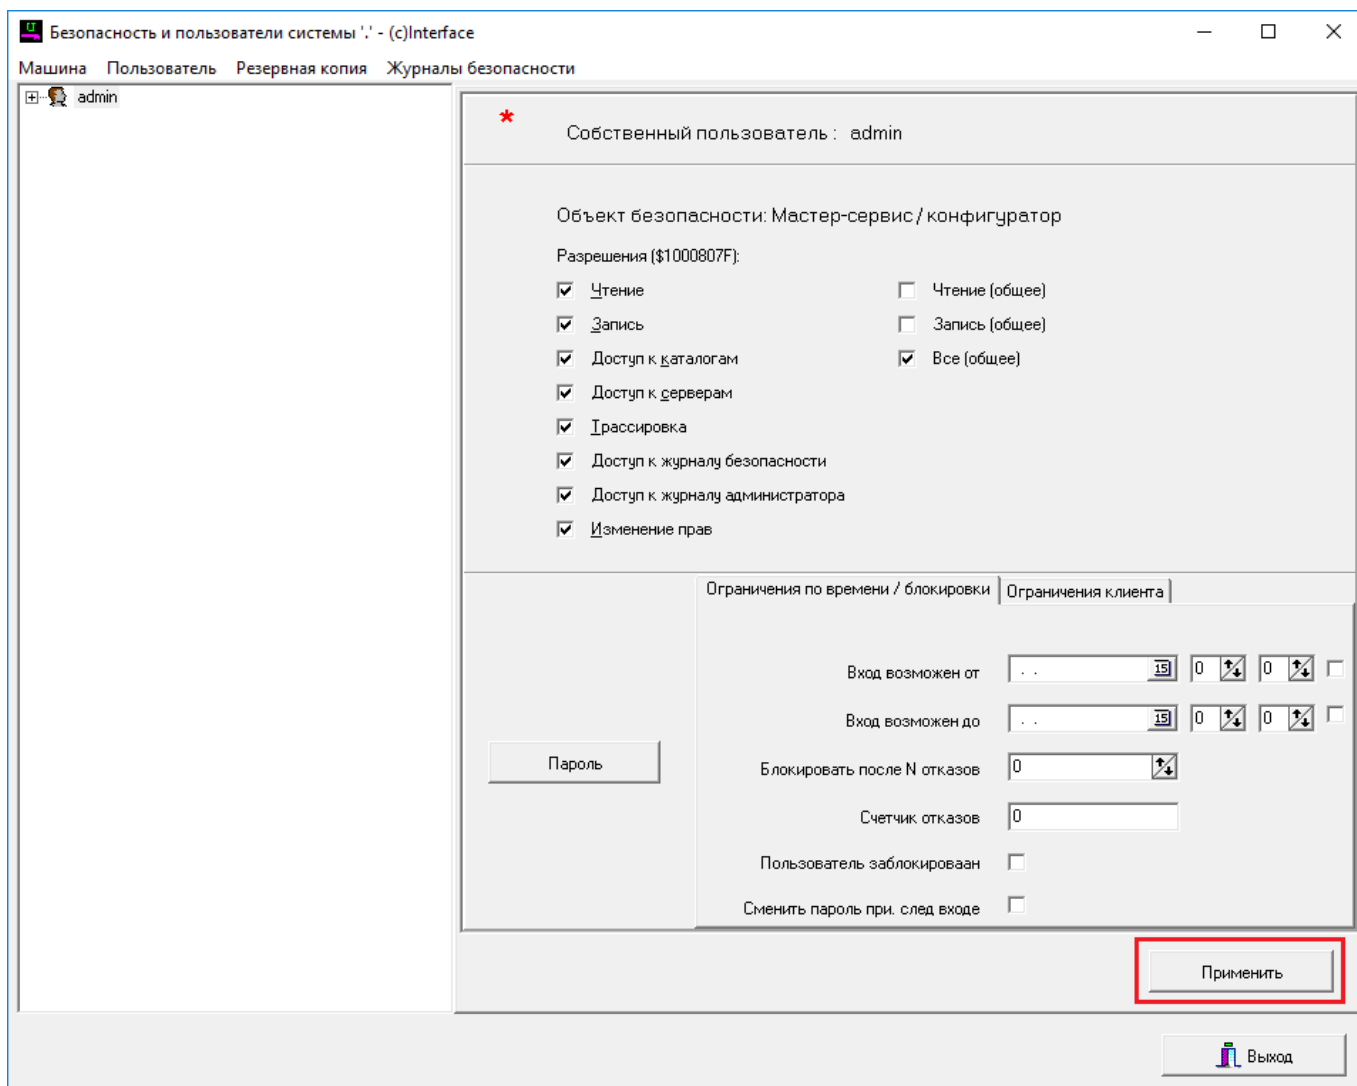 Безопасность и пользователи системы '.' - (c)Interface
Машина Пользователь Резервная копия Журналы безопасности
admin
* Собственный пользователь : admin
Объект безопасности: Мастер-сервис / конфигуратор
Разрешения ($1000807F):
Чтение Чтение (общее)
Запись Запись (общее)
Доступ к каталогам Все (общее)
Доступ к серверам
Трассировка
Доступ к журналу безопасности
Доступ к журналу администратора
Изменение прав
Ограничения по времени / блокировки Ограничения клиента
Вход возможен от . . 15 0 0
Вход возможен до . . 15 0 0
Пароль
Блокировать после N отказов 0
Счетчик отказов 0
Пользователь заблокироваан
Сменить пароль при. след входе
Применить
Выход